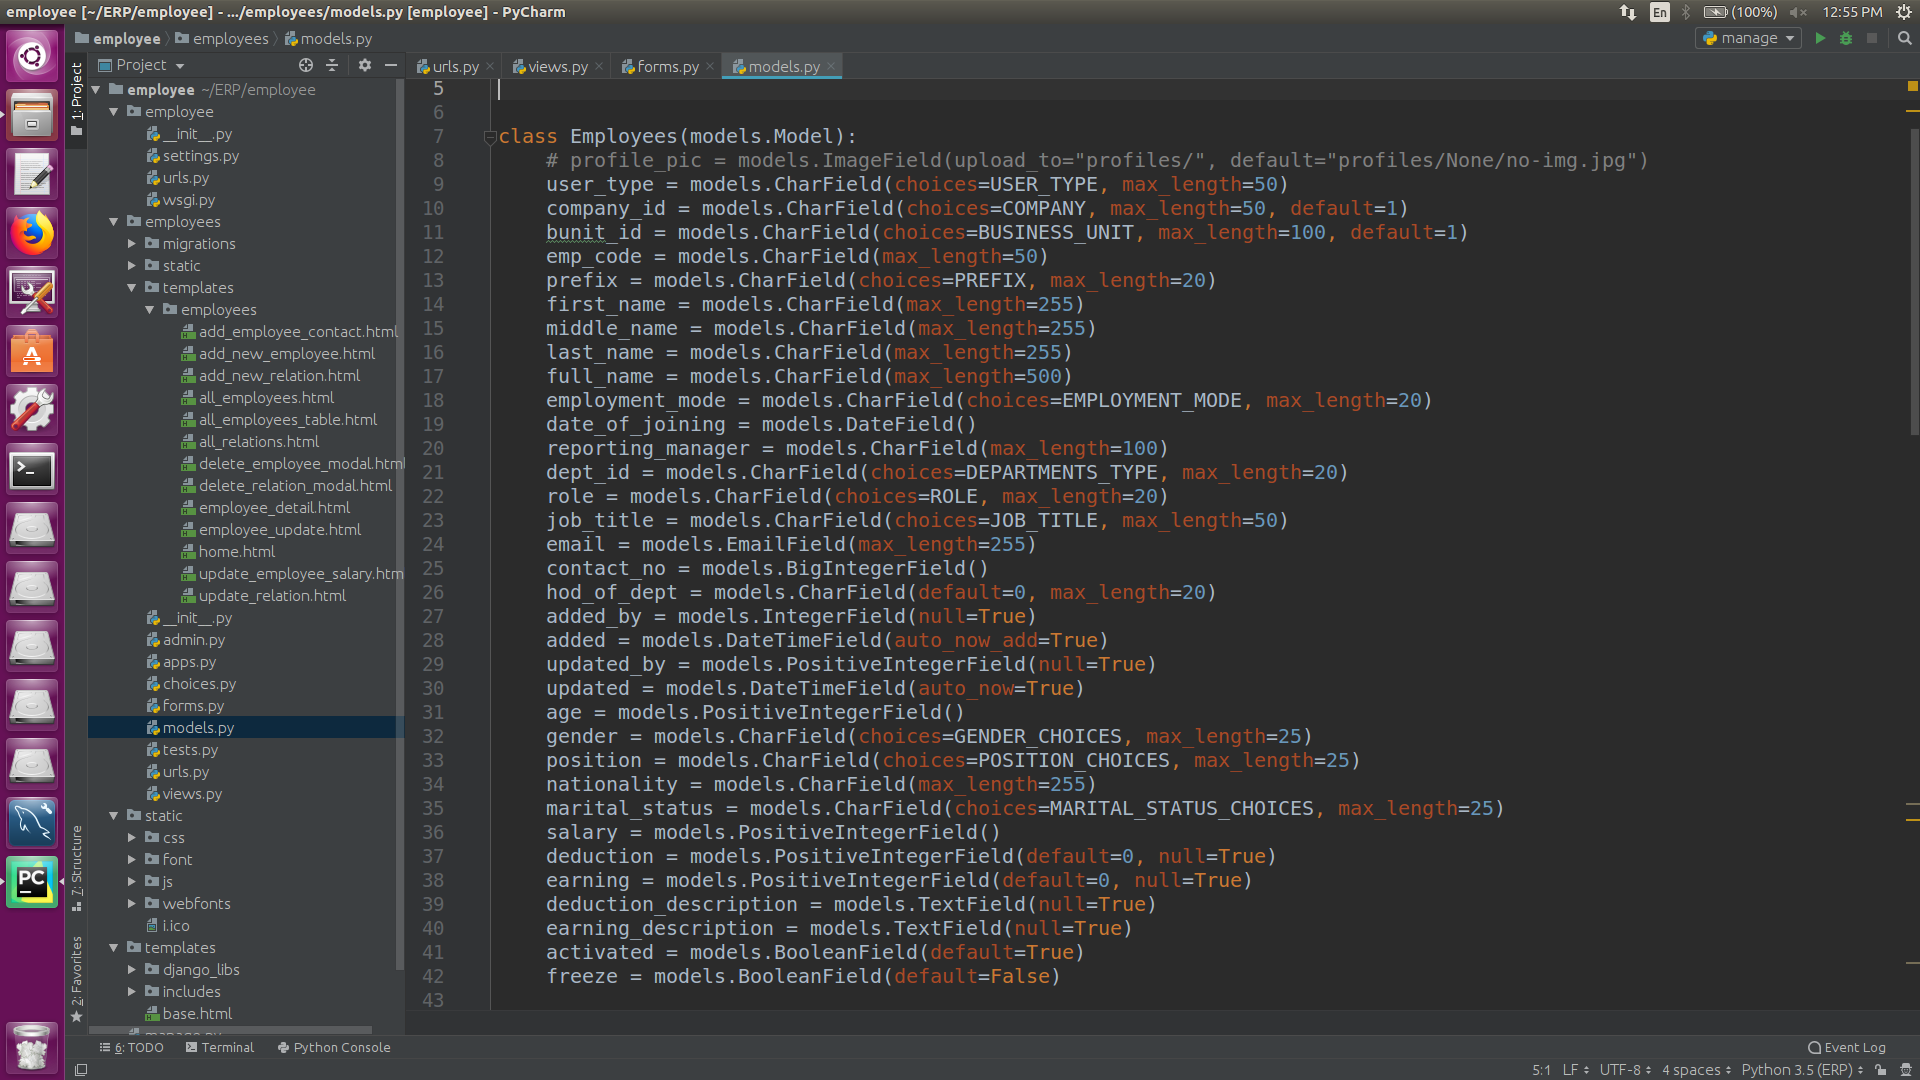 employee [~/ERP/employee] - .../employees/models.py [employee] - PyCharm
En (100%) 12:55 PM
employee employees models.py
manage
1: Project
Project
urls.py views.py forms.py models.py
employee ~/ERP/employee
employee
__init__.py
settings.py
urls.py
wsgi.py
employees
migrations
static
templates
employees
add_employee_contact.html
add_new_employee.html
add_new_relation.html
all_employees.html
all_employees_table.html
all_relations.html
delete_employee_modal.html
delete_relation_modal.html
employee_detail.html
employee_update.html
home.html
update_employee_salary.htm
update_relation.html
__init__.py
admin.py
apps.py
choices.py
forms.py
models.py
tests.py
urls.py
views.py
static
css
font
js
webfonts
i.ico
templates
django_libs
includes
base.html
manage.py
7: Structure
2: Favorites
PC
5
6
7 class Employees(models.Model):
8 # profile_pic = models.ImageField(upload_to="profiles/", default="profiles/None/no-img.jpg")
9 user_type = models.CharField(choices=USER_TYPE, max_length=50)
10 company_id = models.CharField(choices=COMPANY, max_length=50, default=1)
11 bunit_id = models.CharField(choices=BUSINESS_UNIT, max_length=100, default=1)
12 emp_code = models.CharField(max_length=50)
13 prefix = models.CharField(choices=PREFIX, max_length=20)
14 first_name = models.CharField(max_length=255)
15 middle_name = models.CharField(max_length=255)
16 last_name = models.CharField(max_length=255)
17 full_name = models.CharField(max_length=500)
18 employment_mode = models.CharField(choices=EMPLOYMENT_MODE, max_length=20)
19 date_of_joining = models.DateField()
20 reporting_manager = models.CharField(max_length=100)
21 dept_id = models.CharField(choices=DEPARTMENTS_TYPE, max_length=20)
22 role = models.CharField(choices=ROLE, max_length=20)
23 job_title = models.CharField(choices=JOB_TITLE, max_length=50)
24 email = models.EmailField(max_length=255)
25 contact_no = models.BigIntegerField()
26 hod_of_dept = models.CharField(default=0, max_length=20)
27 added_by = models.IntegerField(null=True)
28 added = models.DateTimeField(auto_now_add=True)
29 updated_by = models.PositiveIntegerField(null=True)
30 updated = models.DateTimeField(auto_now=True)
31 age = models.PositiveIntegerField()
32 gender = models.CharField(choices=GENDER_CHOICES, max_length=25)
33 position = models.CharField(choices=POSITION_CHOICES, max_length=25)
34 nationality = models.CharField(max_length=255)
35 marital_status = models.CharField(choices=MARITAL_STATUS_CHOICES, max_length=25)
36 salary = models.PositiveIntegerField()
37 deduction = models.PositiveIntegerField(default=0, null=True)
38 earning = models.PositiveIntegerField(default=0, null=True)
39 deduction_description = models.TextField(null=True)
40 earning_description = models.TextField(null=True)
41 activated = models.BooleanField(default=True)
42 freeze = models.BooleanField(default=False)
43
6: TODO Terminal Python Console Event Log
5:1 LF UTF-8 4 spaces Python 3.5 (ERP)